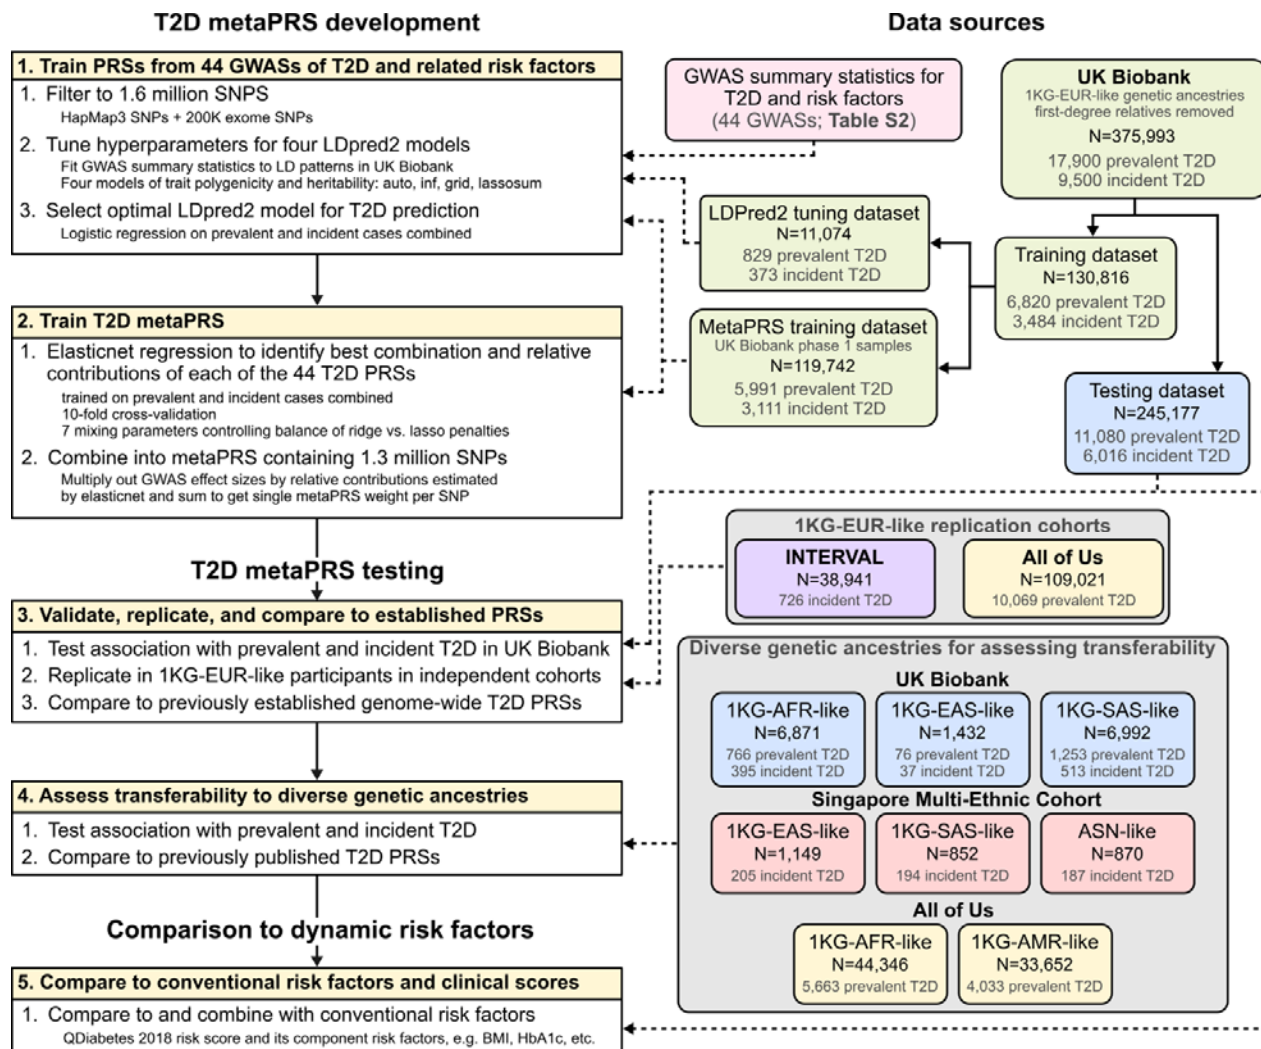 T2D metaPRS development
1. Train PRSs from 44 GWASs of T2D and related risk factors
1. Filter to 1.6 million SNPS
HapMap3 SNPs + 200K exome SNPs
2. Tune hyperparameters for four LDpred2 models
Fit GWAS summary statistics to LD patterns in UK Biobank
Four models of trait polygenicity and heritability: auto, inf, grid, lassosum
3. Select optimal LDpred2 model for T2D prediction
Logistic regression on prevalent and incident cases combined
2. Train T2D metaPRS
1. Elasticnet regression to identify best combination and relative
contributions of each of the 44 T2D PRSs
trained on prevalent and incident cases combined
10-fold cross-validation
7 mixing parameters controlling balance of ridge vs. lasso penalties
2. Combine into metaPRS containing 1.3 million SNPs
Multiply out GWAS effect sizes by relative contributions estimated
by elasticnet and sum to get single metaPRS weight per SNP
T2D metaPRS testing
3. Validate, replicate, and compare to established PRSs
1. Test association with prevalent and incident T2D in UK Biobank
2. Replicate in 1KG-EUR-like participants in independent cohorts
3. Compare to previously established genome-wide T2D PRSs
4. Assess transferability to diverse genetic ancestries
1. Test association with prevalent and incident T2D
2. Compare to previously published T2D PRSs
Comparison to dynamic risk factors
5. Compare to conventional risk factors and clinical scores
1. Compare to and combine with conventional risk factors
QDiabetes 2018 risk score and its component risk factors, e.g. BMI, HbA1c, etc.
Data sources
GWAS summary statistics for
T2D and risk factors
(44 GWASs; Table S2)
UK Biobank
1KG-EUR-like genetic ancestries
first-degree relatives removed
N=375,993
17,900 prevalent T2D
9,500 incident T2D
LDPred2 tuning dataset
N=11,074
829 prevalent T2D
373 incident T2D
Training dataset
N=130,816
6,820 prevalent T2D
3,484 incident T2D
MetaPRS training dataset
UK Biobank phase 1 samples
N=119,742
5,991 prevalent T2D
3,111 incident T2D
Testing dataset
N=245,177
11,080 prevalent T2D
6,016 incident T2D
1KG-EUR-like replication cohorts
INTERVAL
N=38,941
726 incident T2D
All of Us
N=109,021
10,069 prevalent T2D
Diverse genetic ancestries for assessing transferability
UK Biobank
1KG-AFR-like
N=6,871
766 prevalent T2D
395 incident T2D
1KG-EAS-like
N=1,432
76 prevalent T2D
37 incident T2D
1KG-SAS-like
N=6,992
1,253 prevalent T2D
513 incident T2D
Singapore Multi-Ethnic Cohort
1KG-EAS-like
N=1,149
205 incident T2D
1KG-SAS-like
N=852
194 incident T2D
ASN-like
N=870
187 incident T2D
All of Us
1KG-AFR-like
N=44,346
5,663 prevalent T2D
1KG-AMR-like
N=33,652
4,033 prevalent T2D